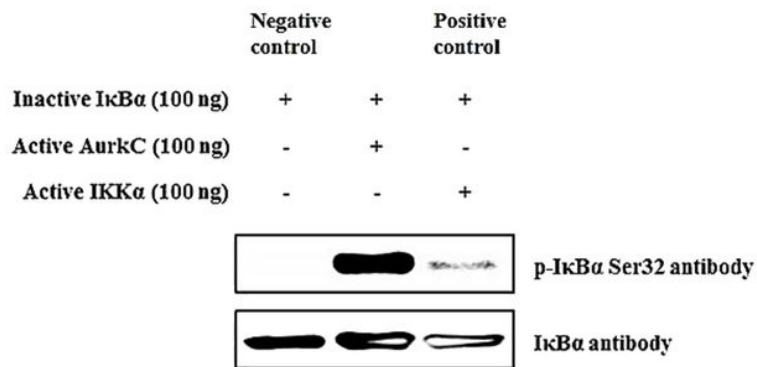 Negative control
Positive control
Inactive IκBα (100 ng) + + +
Active AurkC (100 ng) - + -
Active IKKα (100 ng) - - +
p-IκBα Ser32 antibody
IκBα antibody